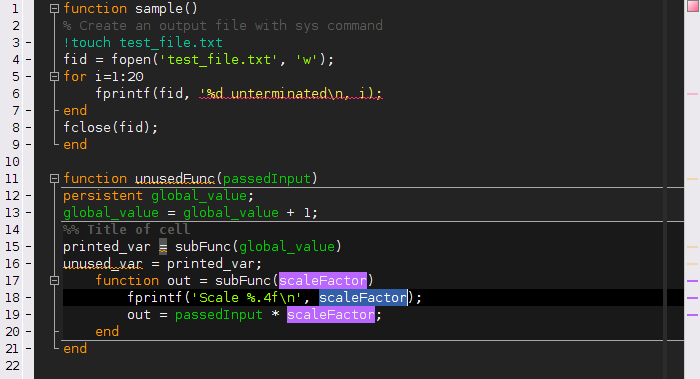 1 function sample()
2 % Create an output file with sys command
3 - !touch test_file.txt
4 - fid = fopen('test_file.txt', 'w');
5 - for i=1:20
6 - fprintf(fid, '%d unterminated\n, i);
7 - end
8 - fclose(fid);
9 - end
10
11 function unusedFunc(passedInput)
12 - persistent global_value;
13 - global_value = global_value + 1;
14 %% Title of cell
15 - printed_var = subFunc(global_value)
16 - unused_var = printed_var;
17 function out = subFunc(scaleFactor)
18 - fprintf('Scale %.4f\n', scaleFactor);
19 - out = passedInput * scaleFactor;
20 - end
21 - end
22